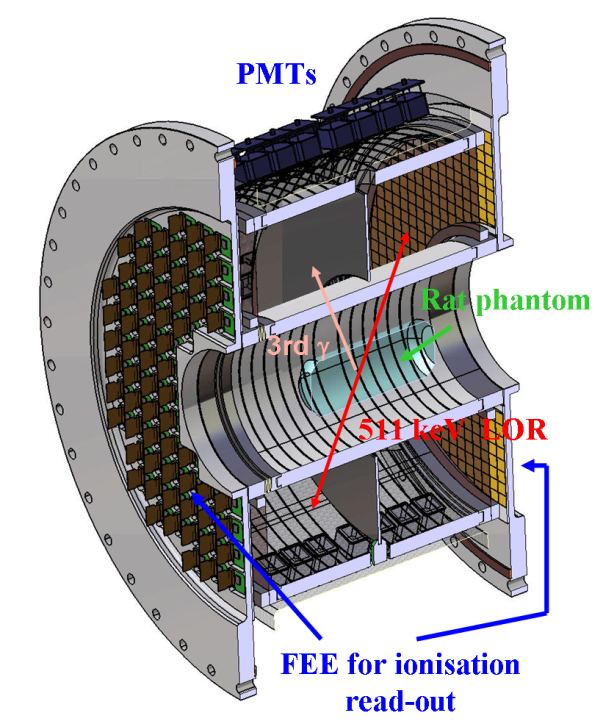 PMTs
Rat phantom
3rd γ
511 keV LOR
FEE for ionisation
read-out